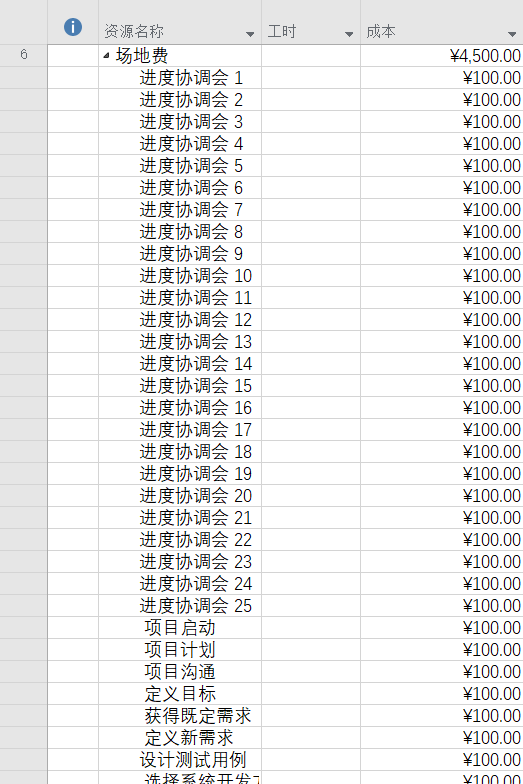 资源名称 工时 成本
6 场地费 ¥4,500.00
进度协调会 1 ¥100.00
进度协调会 2 ¥100.00
进度协调会 3 ¥100.00
进度协调会 4 ¥100.00
进度协调会 5 ¥100.00
进度协调会 6 ¥100.00
进度协调会 7 ¥100.00
进度协调会 8 ¥100.00
进度协调会 9 ¥100.00
进度协调会 10 ¥100.00
进度协调会 11 ¥100.00
进度协调会 12 ¥100.00
进度协调会 13 ¥100.00
进度协调会 14 ¥100.00
进度协调会 15 ¥100.00
进度协调会 16 ¥100.00
进度协调会 17 ¥100.00
进度协调会 18 ¥100.00
进度协调会 19 ¥100.00
进度协调会 20 ¥100.00
进度协调会 21 ¥100.00
进度协调会 22 ¥100.00
进度协调会 23 ¥100.00
进度协调会 24 ¥100.00
进度协调会 25 ¥100.00
项目启动 ¥100.00
项目计划 ¥100.00
项目沟通 ¥100.00
定义目标 ¥100.00
获得既定需求 ¥100.00
定义新需求 ¥100.00
设计测试用例 ¥100.00
选择系统开发 ¥100.00